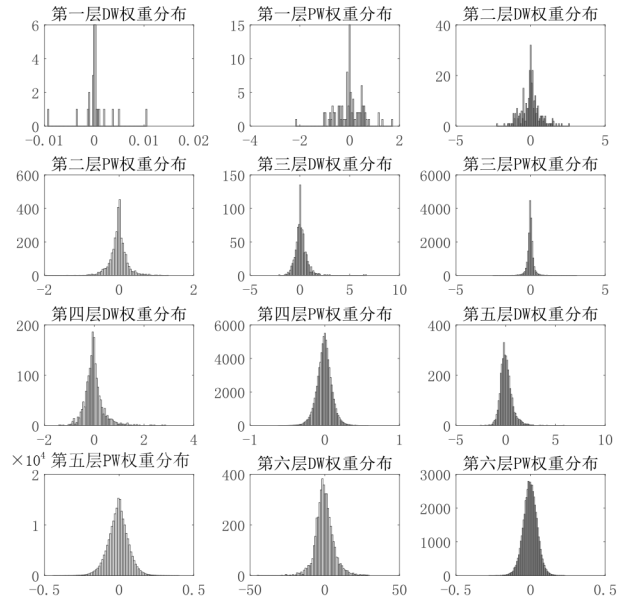 第一层DW权重分布 第一层PW权重分布 第二层DW权重分布
6 15 40
4 10
20
2 5
0 0 0
-0.01 0 0.01 0.02 -4 -2 0 2 -5 0 5
第二层PW权重分布 第三层DW权重分布 第三层PW权重分布
600 150 6000
400 100 4000
200 50 2000
0 0 0
-2 0 2 -5 0 5 10 -5 0 5
第四层DW权重分布 第四层PW权重分布 第五层DW权重分布
200 6000 400
4000
100 200
2000
0 0 0
-2 0 2 4 -1 0 1 -5 0 5 10
×10⁴ 第五层PW权重分布 第六层DW权重分布 第六层PW权重分布
2 400 3000
2000
1 200
1000
0 0 0
-0.5 0 0.5 -50 0 50 -0.5 0 0.5